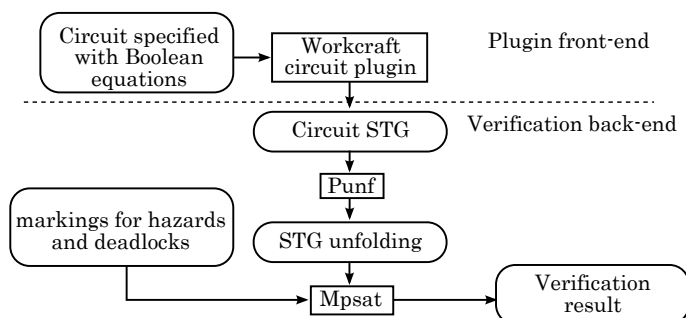 Circuit specified
with Boolean
equations
Workcraft
circuit plugin
Plugin front-end
Circuit STG
Verification back-end
Punf
markings for hazards
and deadlocks
STG unfolding
Mpsat
Verification
result